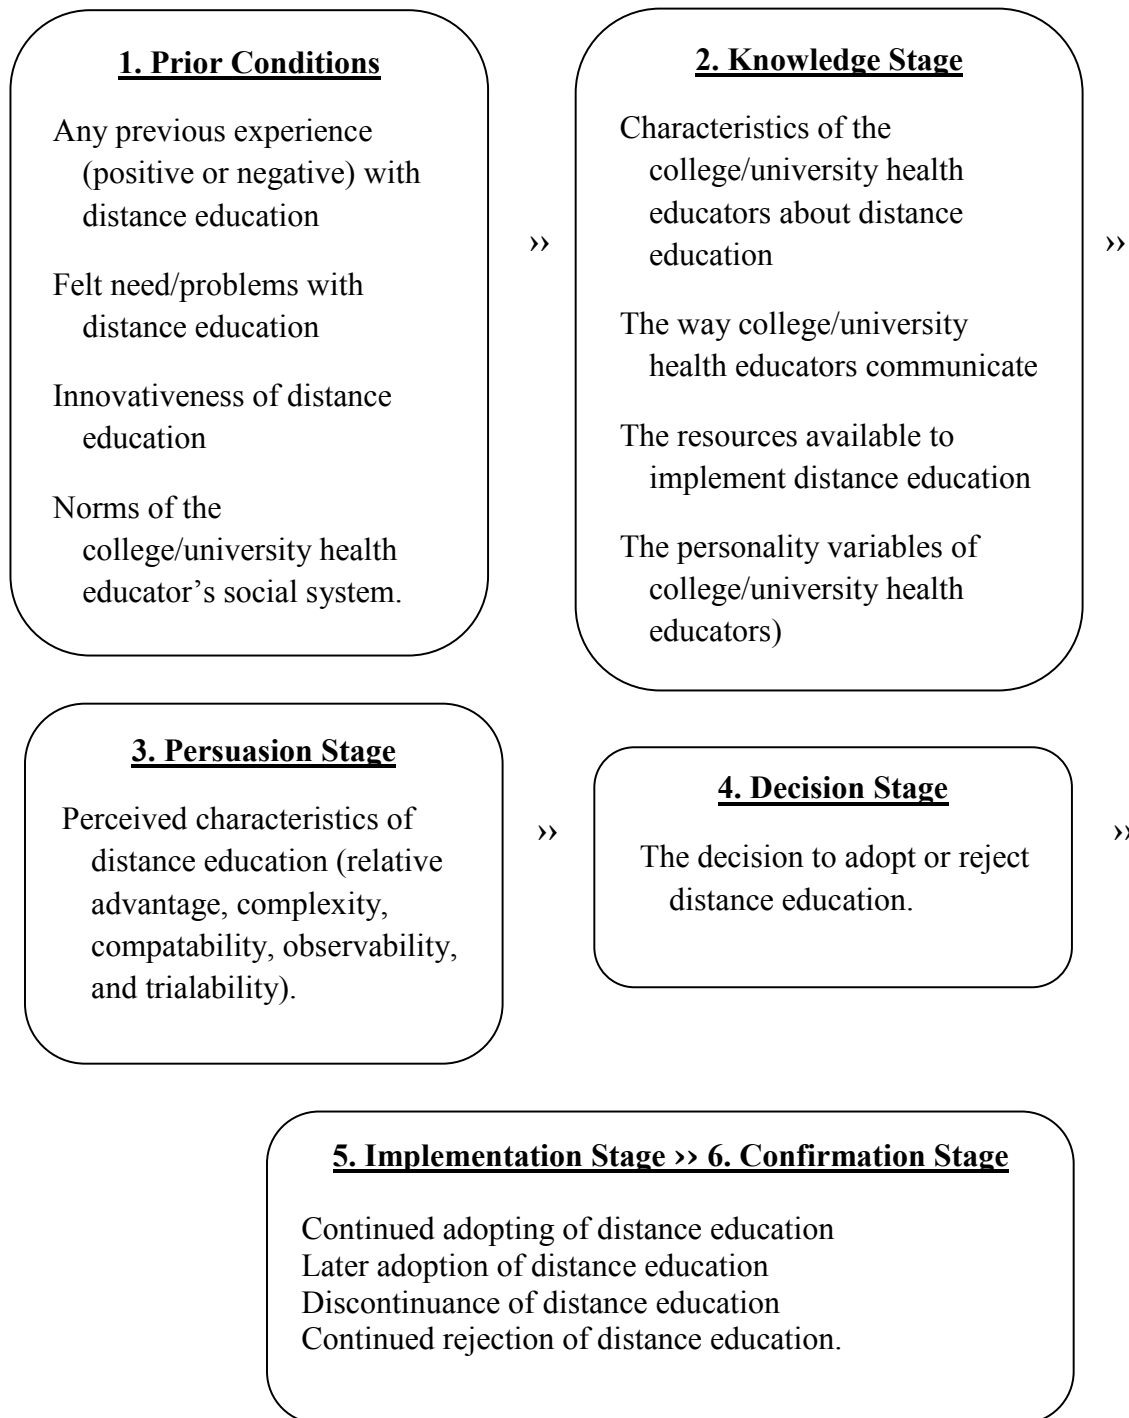 1. Prior Conditions
Any previous experience
(positive or negative) with
distance education
Felt need/problems with
distance education
Innovativeness of distance
education
Norms of the
college/university health
educator’s social system.
››
2. Knowledge Stage
Characteristics of the
college/university health
educators about distance
education
The way college/university
health educators communicate
The resources available to
implement distance education
The personality variables of
college/university health
educators)
››
3. Persuasion Stage
Perceived characteristics of
distance education (relative
advantage, complexity,
compatability, observability,
and trialability).
››
4. Decision Stage
The decision to adopt or reject
distance education.
››
5. Implementation Stage ›› 6. Confirmation Stage
Continued adopting of distance education
Later adoption of distance education
Discontinuance of distance education
Continued rejection of distance education.